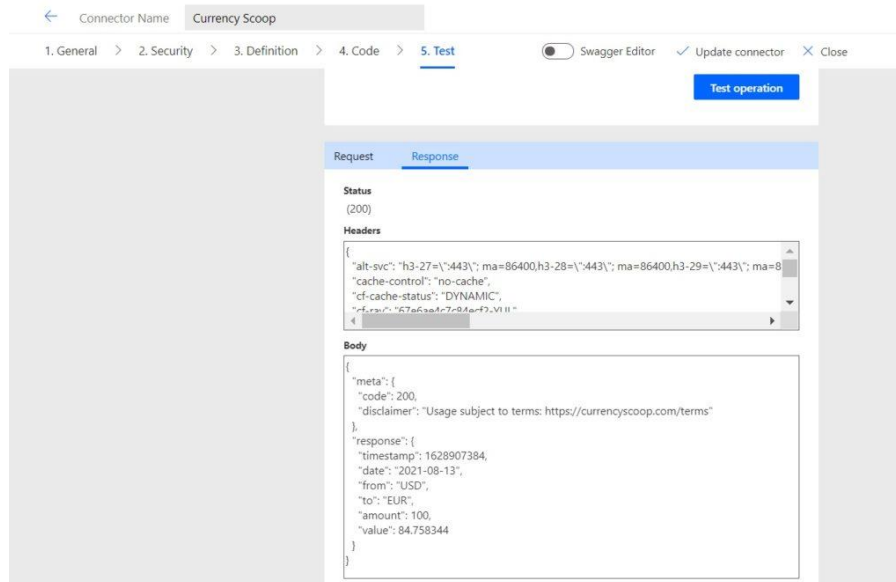 Connector Name Currency Scoop
1. General > 2. Security > 3. Definition > 4. Code > 5. Test Swagger Editor Update connector Close
Test operation
Request Response
Status
(200)
Headers
{
"alt-svc": "h3-27=\":443\"; ma=86400,h3-28=\":443\"; ma=86400,h3-29=\":443\"; ma=8
"cache-control": "no-cache",
"cf-cache-status": "DYNAMIC",
"cf-ray": "67e6ae4c7c84ecf2-YUL"
Body
{
"meta": {
"code": 200,
"disclaimer": "Usage subject to terms: https://currencyscoop.com/terms"
},
"response": {
"timestamp": 1628907384,
"date": "2021-08-13",
"from": "USD",
"to": "EUR",
"amount": 100,
"value": 84.758344
}
}